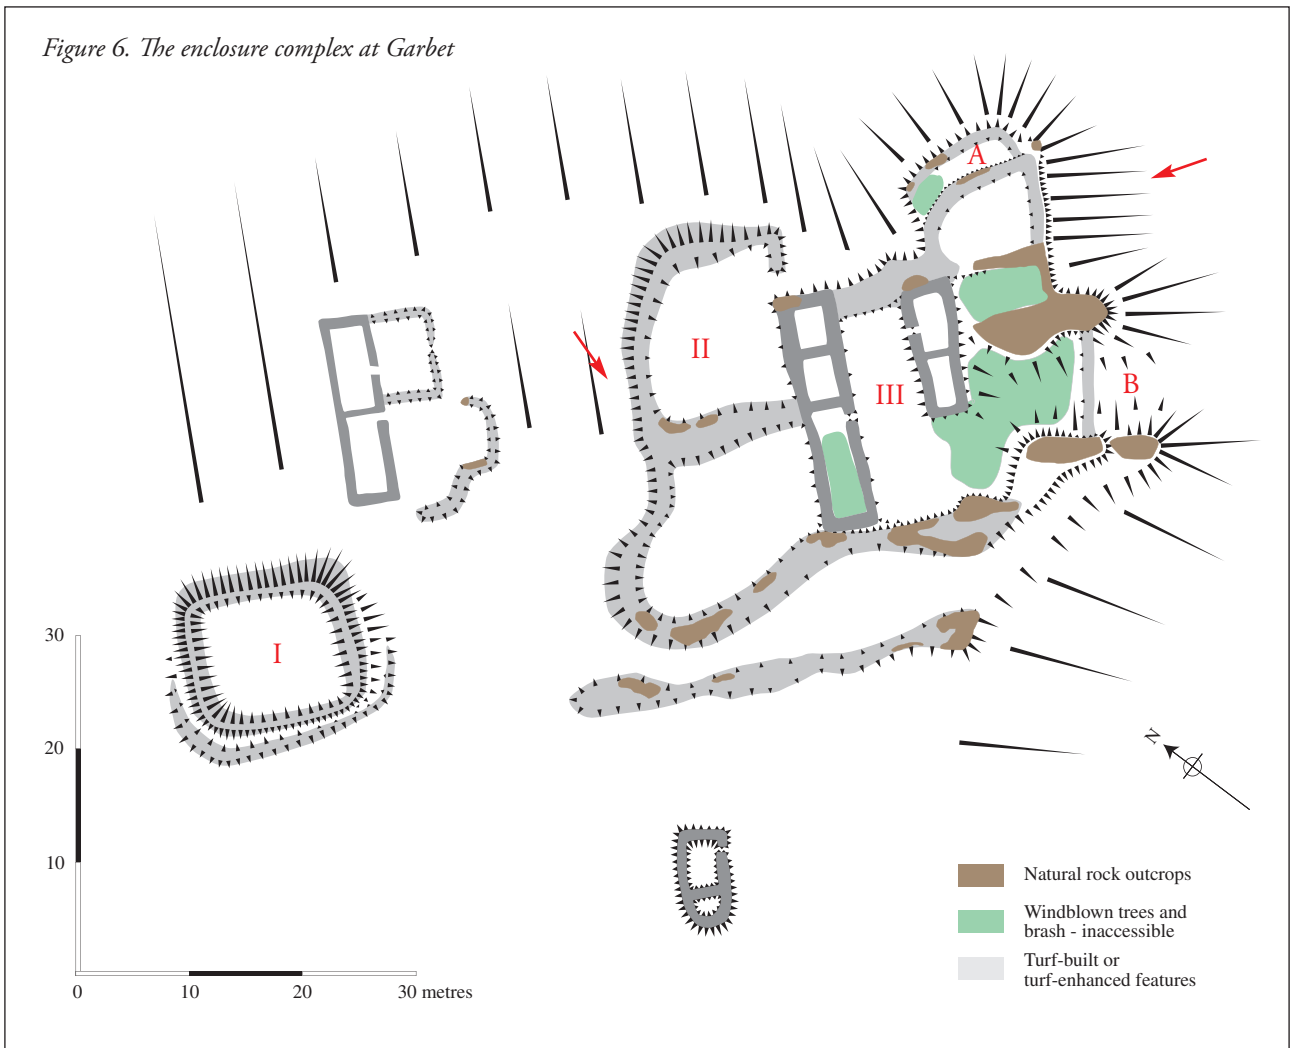 Figure 6. The enclosure complex at Garbet
A
II
III
B
I
30
20
10
N
Natural rock outcrops
Windblown trees and
brash - inaccessible
Turf-built or
turf-enhanced features
0 10 20 30 metres